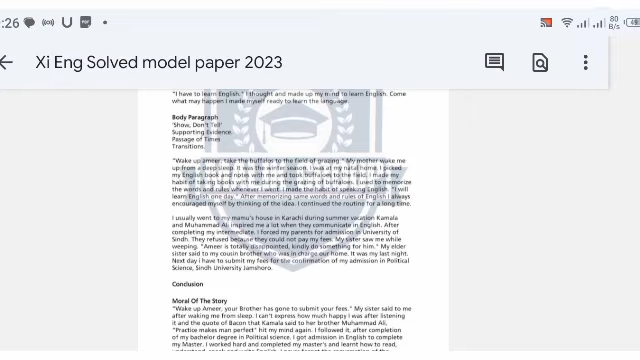 :26
80
B/s
Xi Eng Solved model paper 2023
"I have to learn English." I thought and made up my mind to learn English. Come
what may happen I made myself ready to learn the language.
Body Paragraph
'Show, Don't Tell'
Supporting Evidence.
Passage of Times
Transitions.
"Wake up ameer, take the buffalos to the field of grazing." My mother wake me
up from a deep sleep. It was the winter season. I was at my natal home. I picked
my English book and notes with me and took buffalos to the field. I made the
habit of taking books with me during the grazing of buffalos. I used to memorize
the words and rules whenever I went. I made the habit of speaking English. "I will
learn English one day." After memorizing same words and rules of English I always
encouraged myself by thinking of the idea. I continued the routine for a long time.
I usually went to my mamu's house in Karachi during summer vacation Kamala
and Muhammad Ali, inspired me a lot when they communicate in English. After
completing my intermediate. I forced my parents for admission in University of
Sindh. They refused because they could not pay my fees. My sister saw me while
weeping. "Ameer is totally disappointed, kindly do something for him." My elder
sister said to my cousin brother who was in charge our home. It was my last night.
Next day i have to submit my fees for the confirmation of my admission in Political
Science, Sindh University Jamshoro.
Conclusion
Moral Of The Story
"Wake up Ameer, your Brother has gone to submit your fees." My sister said to me
after waking me from sleep. I can't express how much happy I was after listening
it and the quote of Bacon that Kamala said to her brother Muhammad Ali,
"Practice makes man perfect" hit my mind again. I followed it, after completion
of my bachelor degree in Political science. I got admission in English to complete
my Master. I worked hard and completed my master's and learnt how to read,